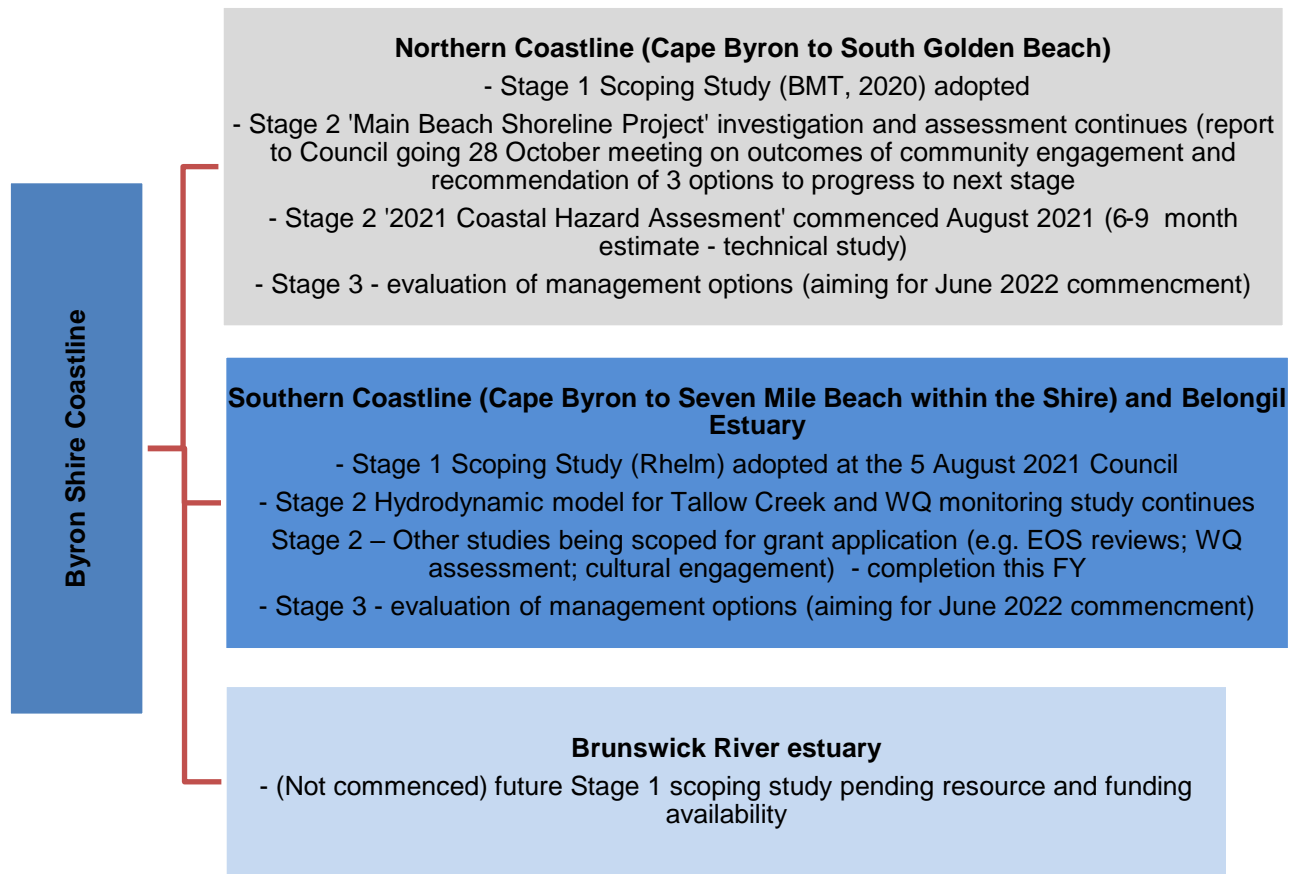 Byron Shire Coastline
Northern Coastline (Cape Byron to South Golden Beach)
- Stage 1 Scoping Study (BMT, 2020) adopted
- Stage 2 'Main Beach Shoreline Project' investigation and assessment continues (report
to Council going 28 October meeting on outcomes of community engagement and
recommendation of 3 options to progress to next stage
- Stage 2 '2021 Coastal Hazard Assesment' commenced August 2021 (6-9 month
estimate - technical study)
- Stage 3 - evaluation of management options (aiming for June 2022 commencment)
Southern Coastline (Cape Byron to Seven Mile Beach within the Shire) and Belongil
Estuary
- Stage 1 Scoping Study (Rhelm) adopted at the 5 August 2021 Council
- Stage 2 Hydrodynamic model for Tallow Creek and WQ monitoring study continues
Stage 2 – Other studies being scoped for grant application (e.g. EOS reviews; WQ
assessment; cultural engagement) - completion this FY
- Stage 3 - evaluation of management options (aiming for June 2022 commencment)
Brunswick River estuary
- (Not commenced) future Stage 1 scoping study pending resource and funding
availability